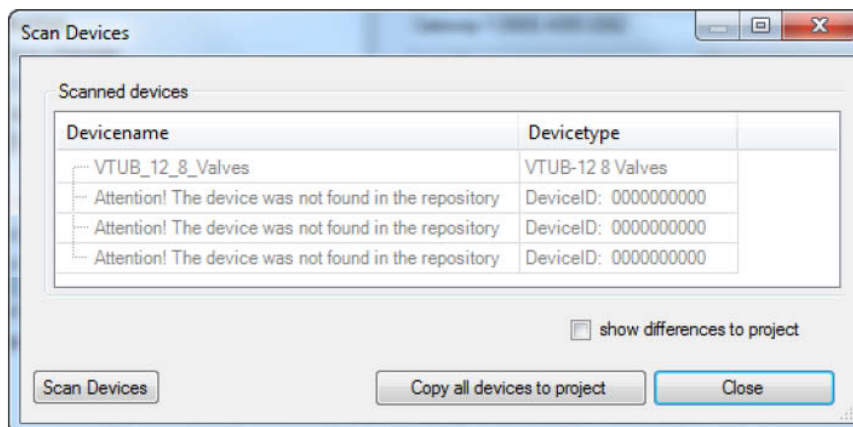 Scan Devices
Scanned devices
Devicename Devicetype
VTUB_12_8_Valves VTUB-12 8 Valves
Attention! The device was not found in the repository DeviceID: 0000000000
Attention! The device was not found in the repository DeviceID: 0000000000
Attention! The device was not found in the repository DeviceID: 0000000000
show differences to project
Scan Devices Copy all devices to project Close